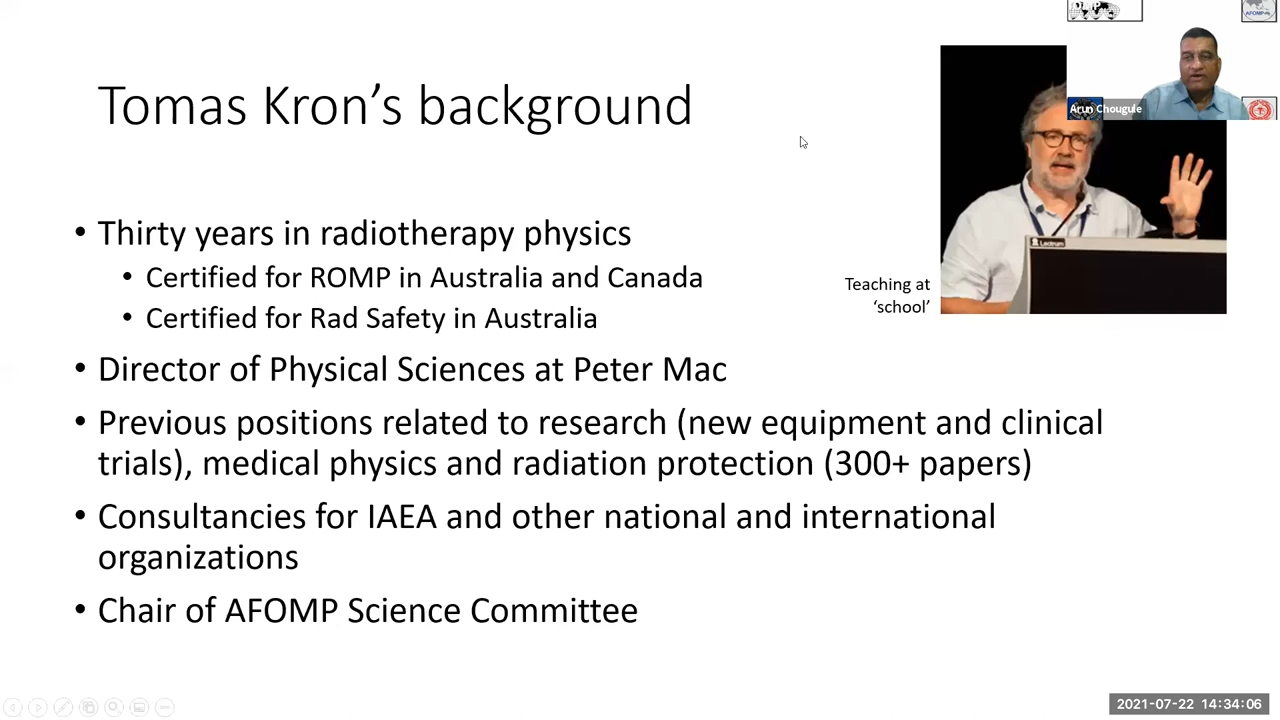 Arun Chougule
Tomas Kron’s background
• Thirty years in radiotherapy physics
• Certified for ROMP in Australia and Canada
• Certified for Rad Safety in Australia
• Director of Physical Sciences at Peter Mac
• Previous positions related to research (new equipment and clinical
trials), medical physics and radiation protection (300+ papers)
• Consultancies for IAEA and other national and international
organizations
• Chair of AFOMP Science Committee
Teaching at
‘school’
Lectrum
2021-07-22 14:34:06